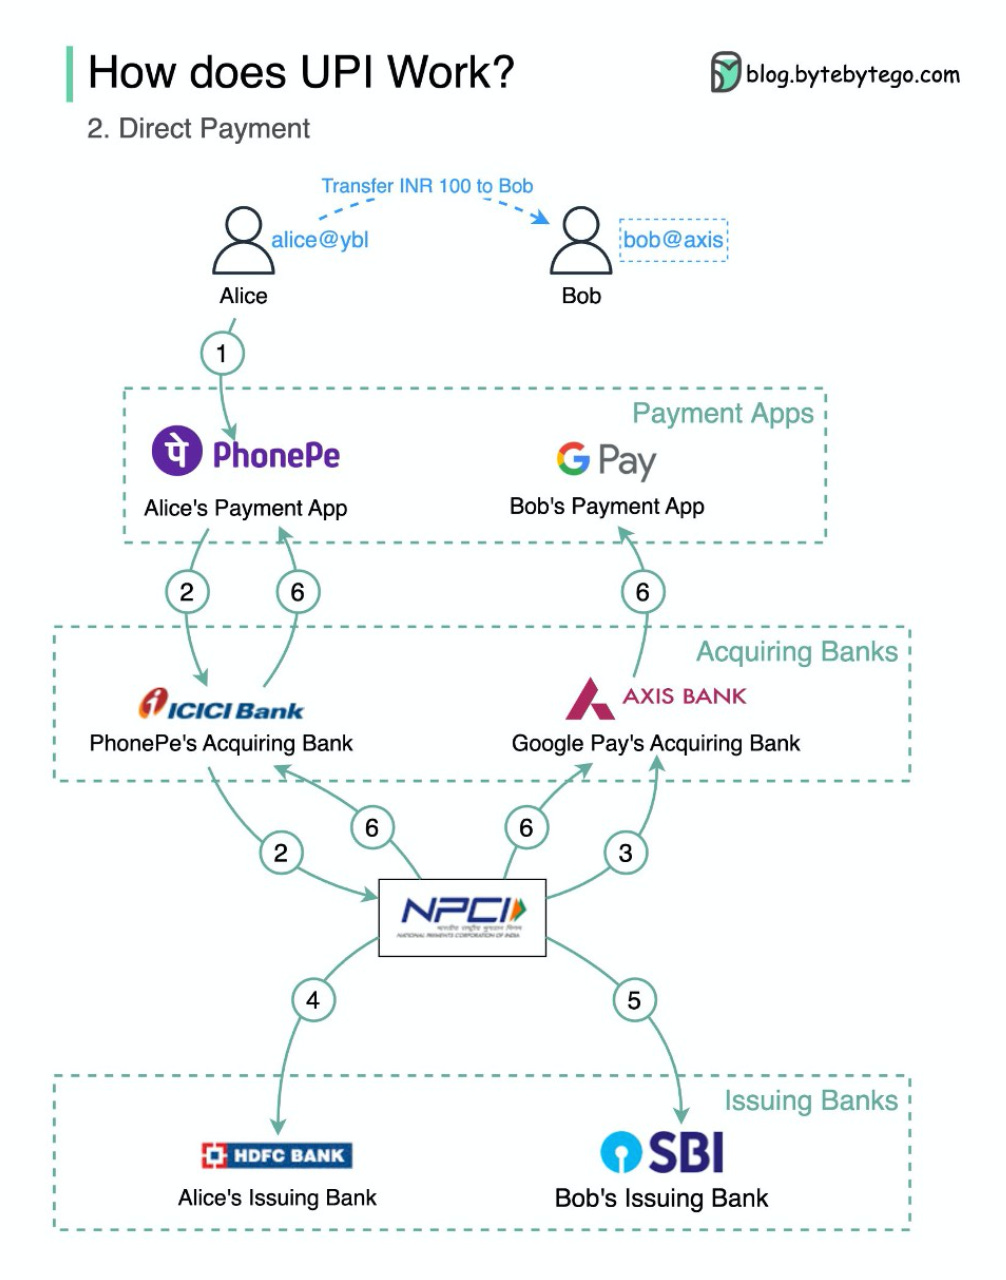 How does UPI Work?
blog.bytebytego.com
2. Direct Payment
Transfer INR 100 to Bob
alice@ybl
bob@axis
Alice
Bob
1
Payment Apps
पे PhonePe
G Pay
Alice's Payment App
Bob's Payment App
2
6
6
Acquiring Banks
ICICI Bank
AXIS BANK
PhonePe's Acquiring Bank
Google Pay's Acquiring Bank
6
6
2
3
NPCI
भारतीय राष्ट्रीय भुगतान निगम
NATIONAL PAYMENTS CORPORATION OF INDIA
4
5
Issuing Banks
HDFC BANK
SBI
Alice's Issuing Bank
Bob's Issuing Bank